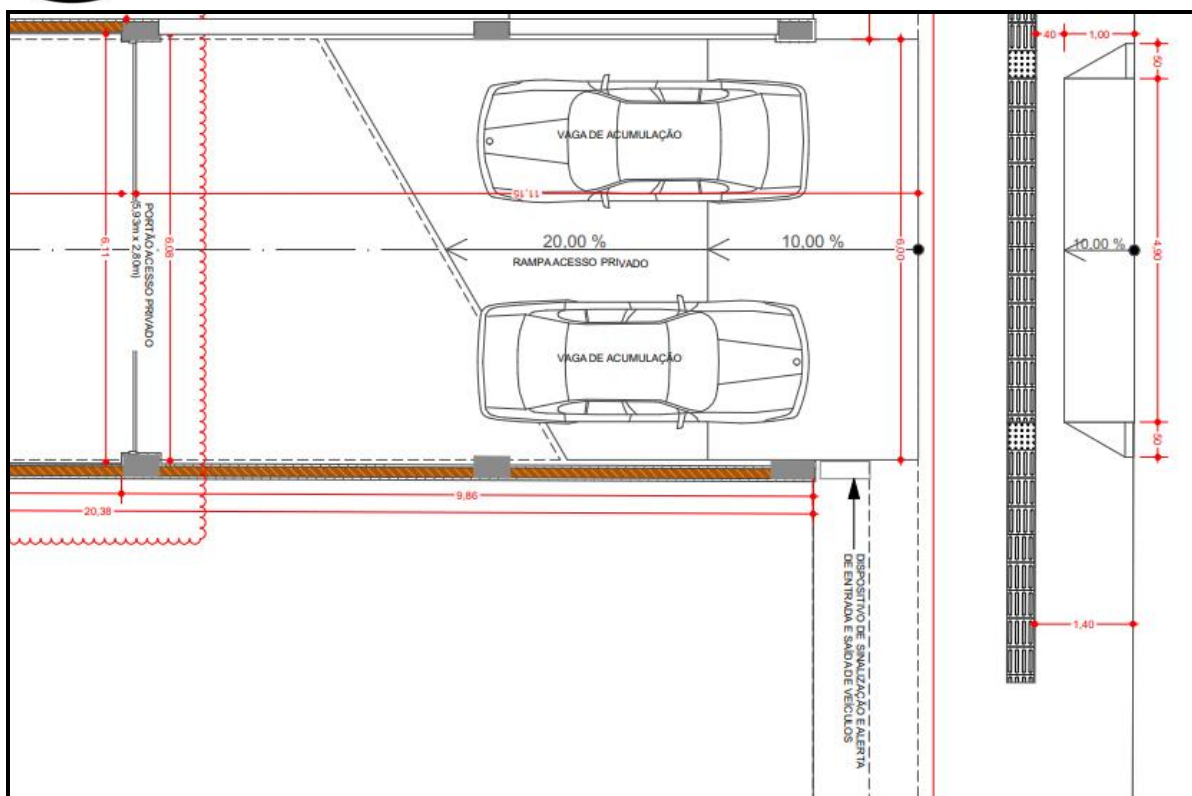 40
1,00
50
VAGA DE ACUMULAÇÃO
11,15
PORTÃO ACESSO PRIVADO
(5,93m x 2,80m)
6,11
6,08
20,00 %
10,00 %
RAMPA ACESSO PRIVADO
6,00
10,00 %
4,90
VAGA DE ACUMULAÇÃO
50
9,86
20,38
DISPOSITIVO DE SINALIZAÇÃO E ALERTA
DE ENTRADA E SAÍDA DE VEÍCULOS
1,40